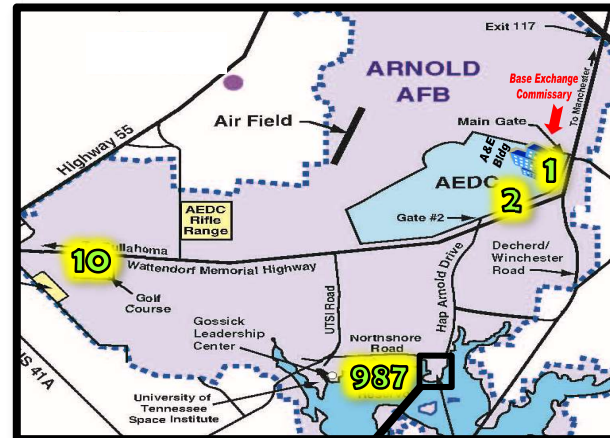 Exit 117
ARNOLD
AFB
Base Exchange
Commissary
To Manchester
Main Gate
Air Field
Highway 55
A&E
Bldg
1
AEDC
2
AEDC
Rifle
Range
Gate #2
Decherd/
Winchester
Road
10
Wattendorf Memorial Highway
Golf
Course
UTSI Road
Hap Arnold Drive
Gossick
Leadership
Center
Northshore
Road
987
University of
Tennessee
Space Institute
41A